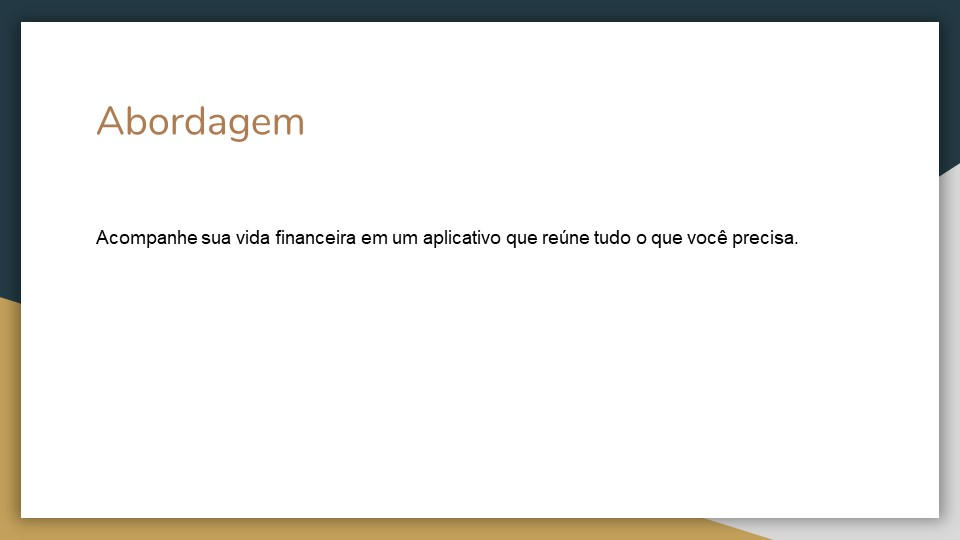 Abordagem
Acompanhe sua vida financeira em um aplicativo que reúne tudo o que você precisa.